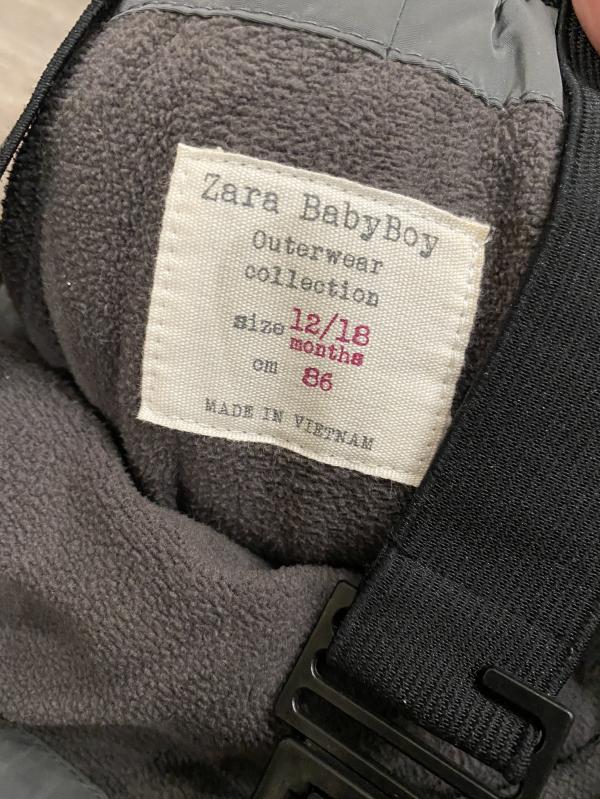 Zara BabyBoy
Outerwear
collection
size 12/18
months
cm 86
MADE IN VIETNAM